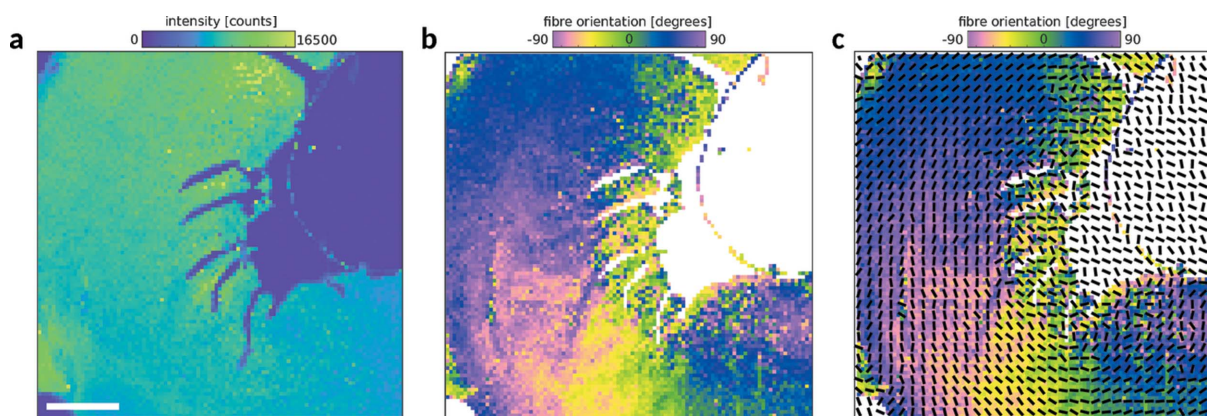 a
intensity [counts]
0 16500
b
fibre orientation [degrees]
-90 0 90
c
fibre orientation [degrees]
-90 0 90